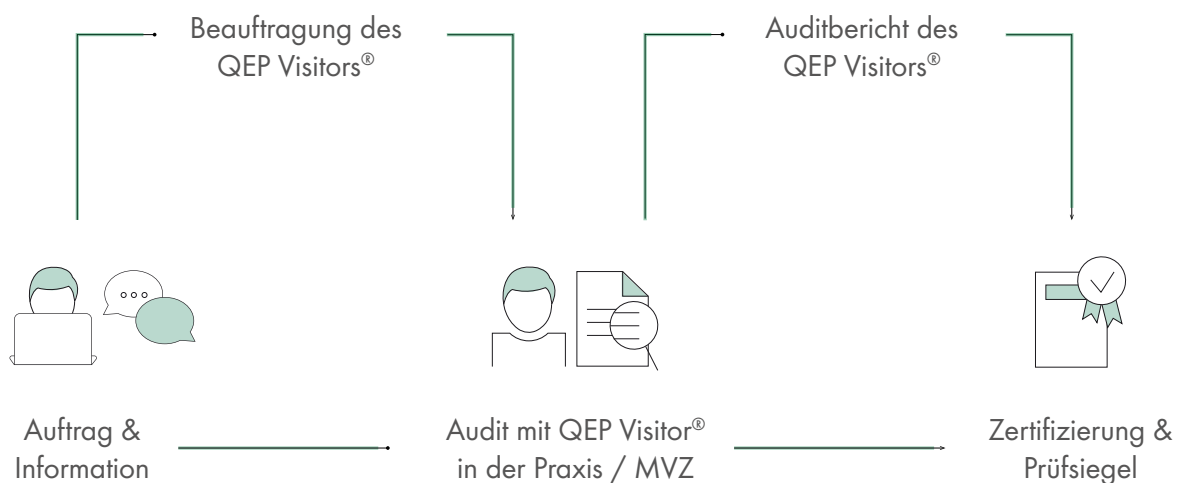 Beauftragung des
QEP Visitors®
Auditbericht des
QEP Visitors®
Auftrag &
Information
Audit mit QEP Visitor®
in der Praxis / MVZ
Zertifizierung &
Prüfsiegel